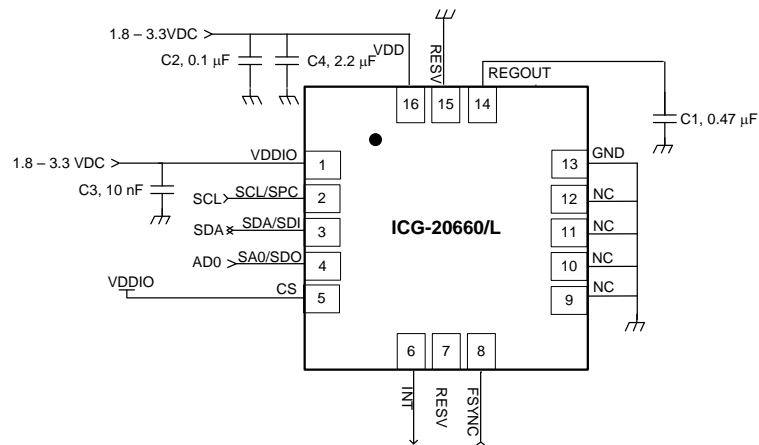 1.8 – 3.3VDC
C2, 0.1 μF
C4, 2.2 μF
VDD
RESV
REGOUT
C1, 0.47 μF
16
15
14
1.8 – 3.3 VDC
VDDIO
C3, 10 nF
1
SCL
SCL/SPC
2
SDA
SDA/SDI
3
AD0
SA0/SDO
4
VDDIO
CS
5
ICG-20660/L
13
GND
12
NC
11
NC
10
NC
9
NC
6
7
8
INT
RESV
FSYNC